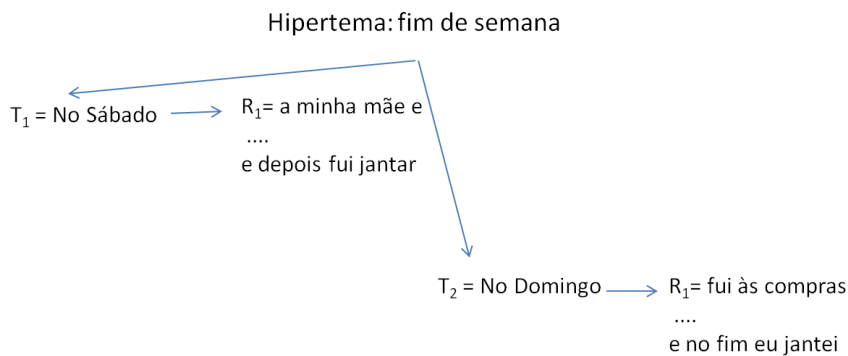 Hipertema: fim de semana
T₁ = No Sábado
R₁= a minha mãe e
....
e depois fui jantar
T₂ = No Domingo
R₁= fui às compras
....
e no fim eu jantei